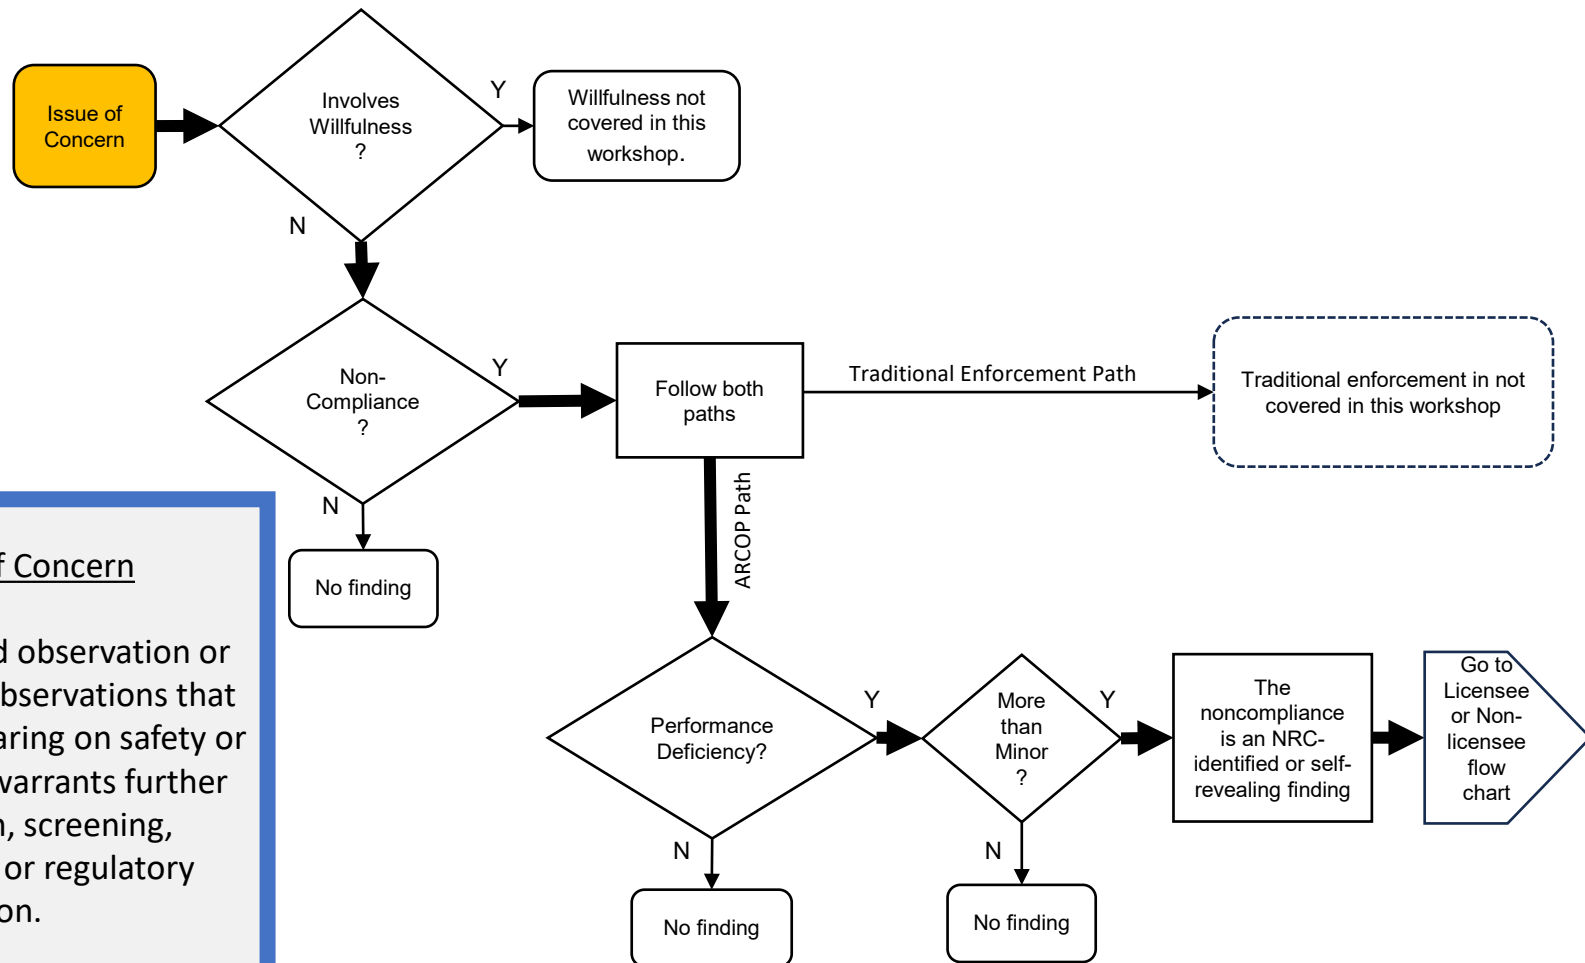 Issue of
Concern
Involves
Willfulness
?
Y
Willfulness not
covered in this
workshop.
N
Non-
Compliance
?
Y
Follow both
paths
Traditional Enforcement Path
Traditional enforcement in not
covered in this workshop
N
No finding
ARCOP Path
f Concern
d observation or
bservations that
aring on safety or
warrants further
n, screening,
or regulatory
on.
Performance
Deficiency?
Y
More
than
Minor
?
Y
The
noncompliance
is an NRC-
identified or self-
revealing finding
Go to
Licensee
or Non-
licensee
flow
chart
N
No finding
N
No finding